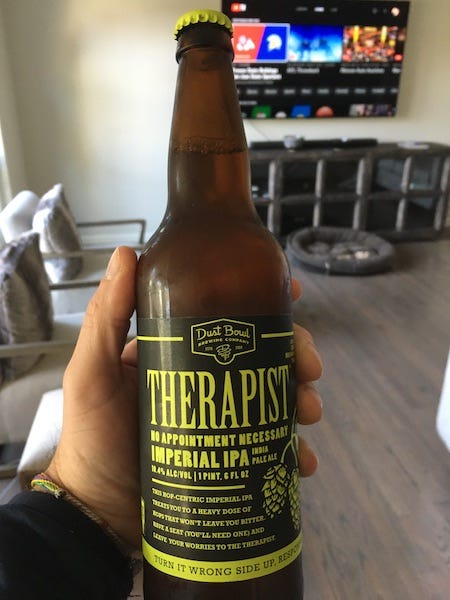 Dust Bowl
BREWING COMPANY
THERAPIST
NO APPOINTMENT NECESSARY
IMPERIAL IPA INDIA PALE ALE
10.4% ALC/VOL | 1 PINT, 6 FL OZ
THIS HOP-CENTRIC IMPERIAL IPA
TREATS YOU TO A HEAVY DOSE OF
HOPS THAT WON'T LEAVE YOU BITTER.
HAVE A SEAT (YOU'LL NEED ONE) AND
LEAVE YOUR WORRIES TO THE THERAPIST.
TURN IT WRONG SIDE UP, RESPO